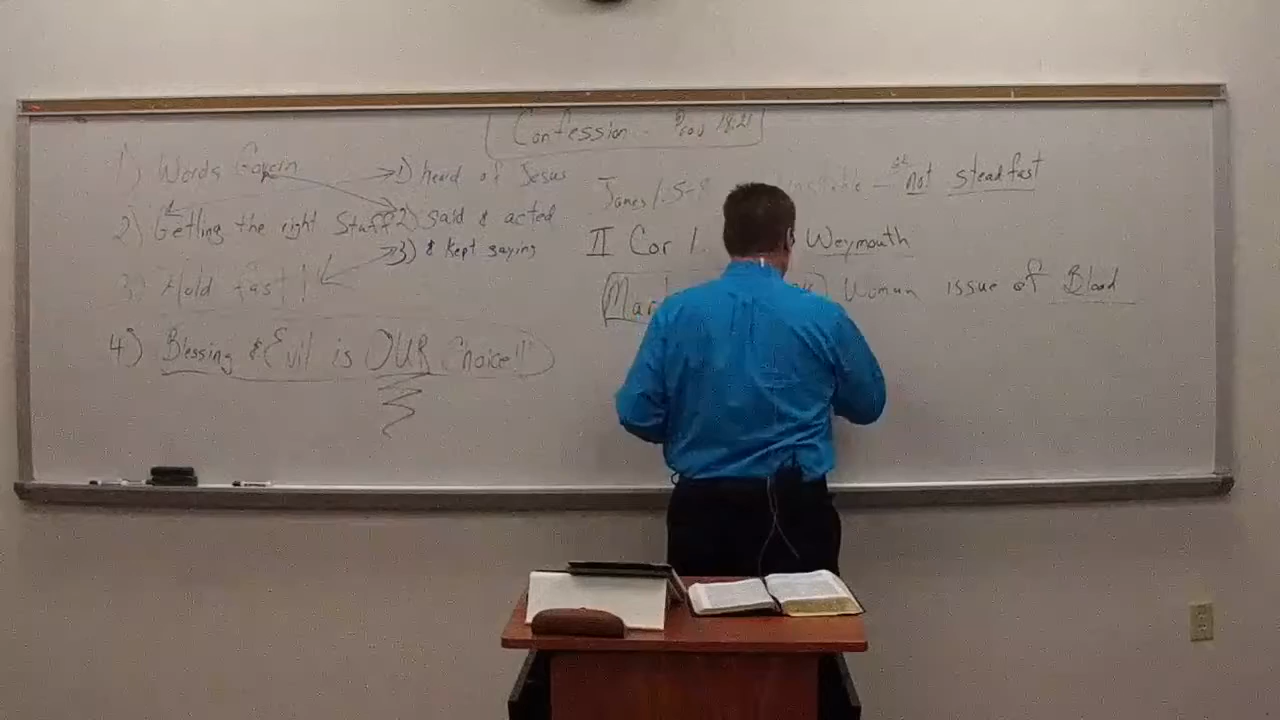 Confession - Prov 18:21
1) Words Govern
2) Getting the right Stuff
3) Hold fast!
4) Blessing & Evil is OUR Choice!!
1) heard of Jesus
2) said & acted
3) & kept saying
James 1:5-8 unstable - not steadfast
II Cor 1. Weymouth
Mar Woman issue of Blood